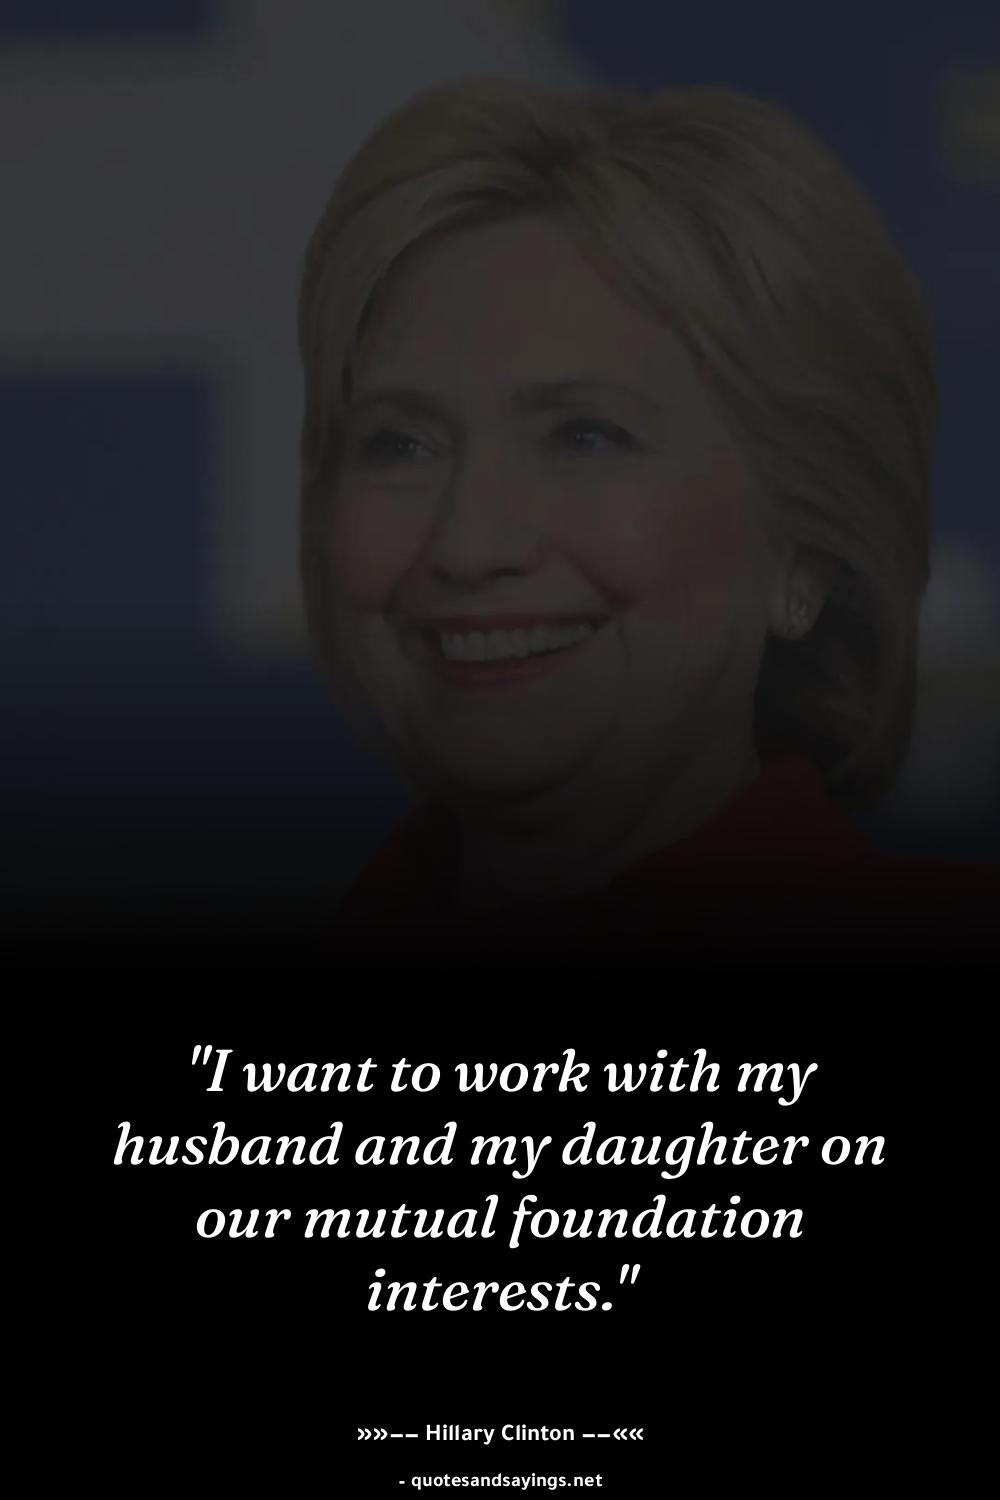 "I want to work with my
husband and my daughter on
our mutual foundation
interests."
»»–– Hillary Clinton ––««
- quotesandsayings.net